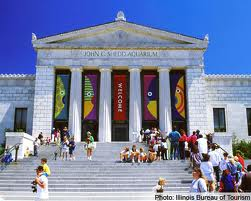 JOHN G. SHEDD AQUARIUM
WELCOME
Photo: Illinois Bureau of Tourism